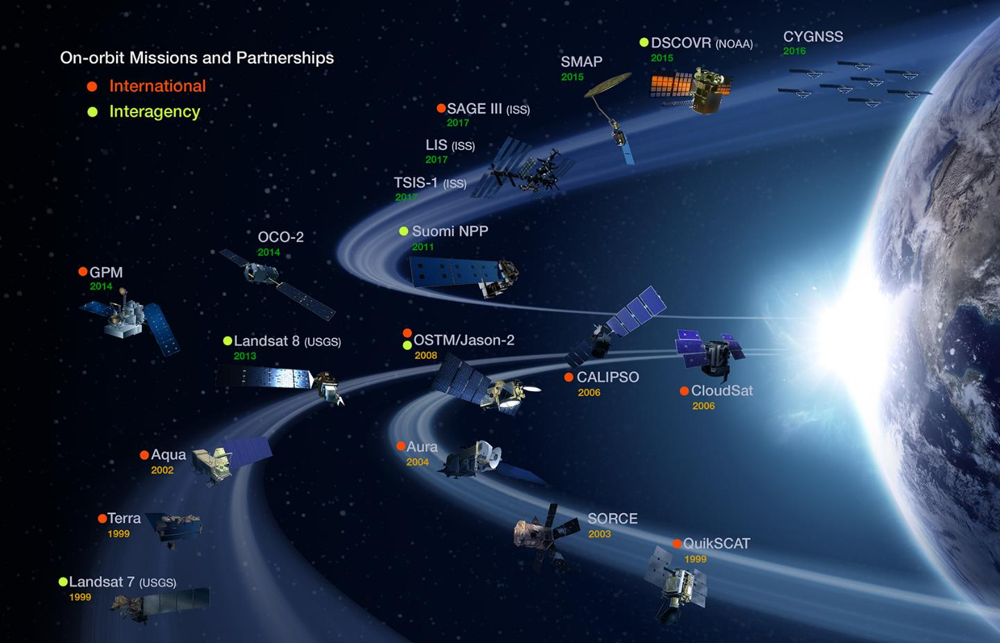 On-orbit Missions and Partnerships
International
Interagency
CYGNSS
2016
DSCOVR (NOAA)
2015
SMAP
2015
SAGE III (ISS)
2017
LIS (ISS)
2017
TSIS-1 (ISS)
2017
Suomi NPP
2011
OCO-2
2014
GPM
2014
Landsat 8 (USGS)
2013
OSTM/Jason-2
2008
CALIPSO
2006
CloudSat
2006
Aqua
2002
Aura
2004
Terra
1999
SORCE
2003
QuikSCAT
1999
Landsat 7 (USGS)
1999